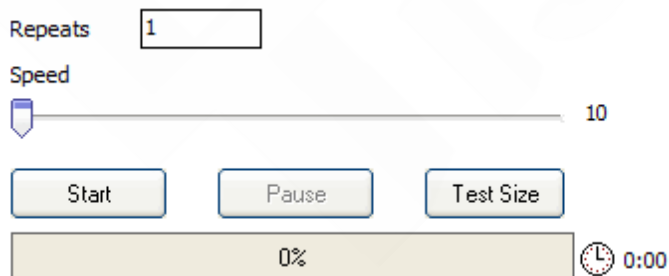 Repeats 1
Speed
10
Start Pause Test Size
0% 0:00